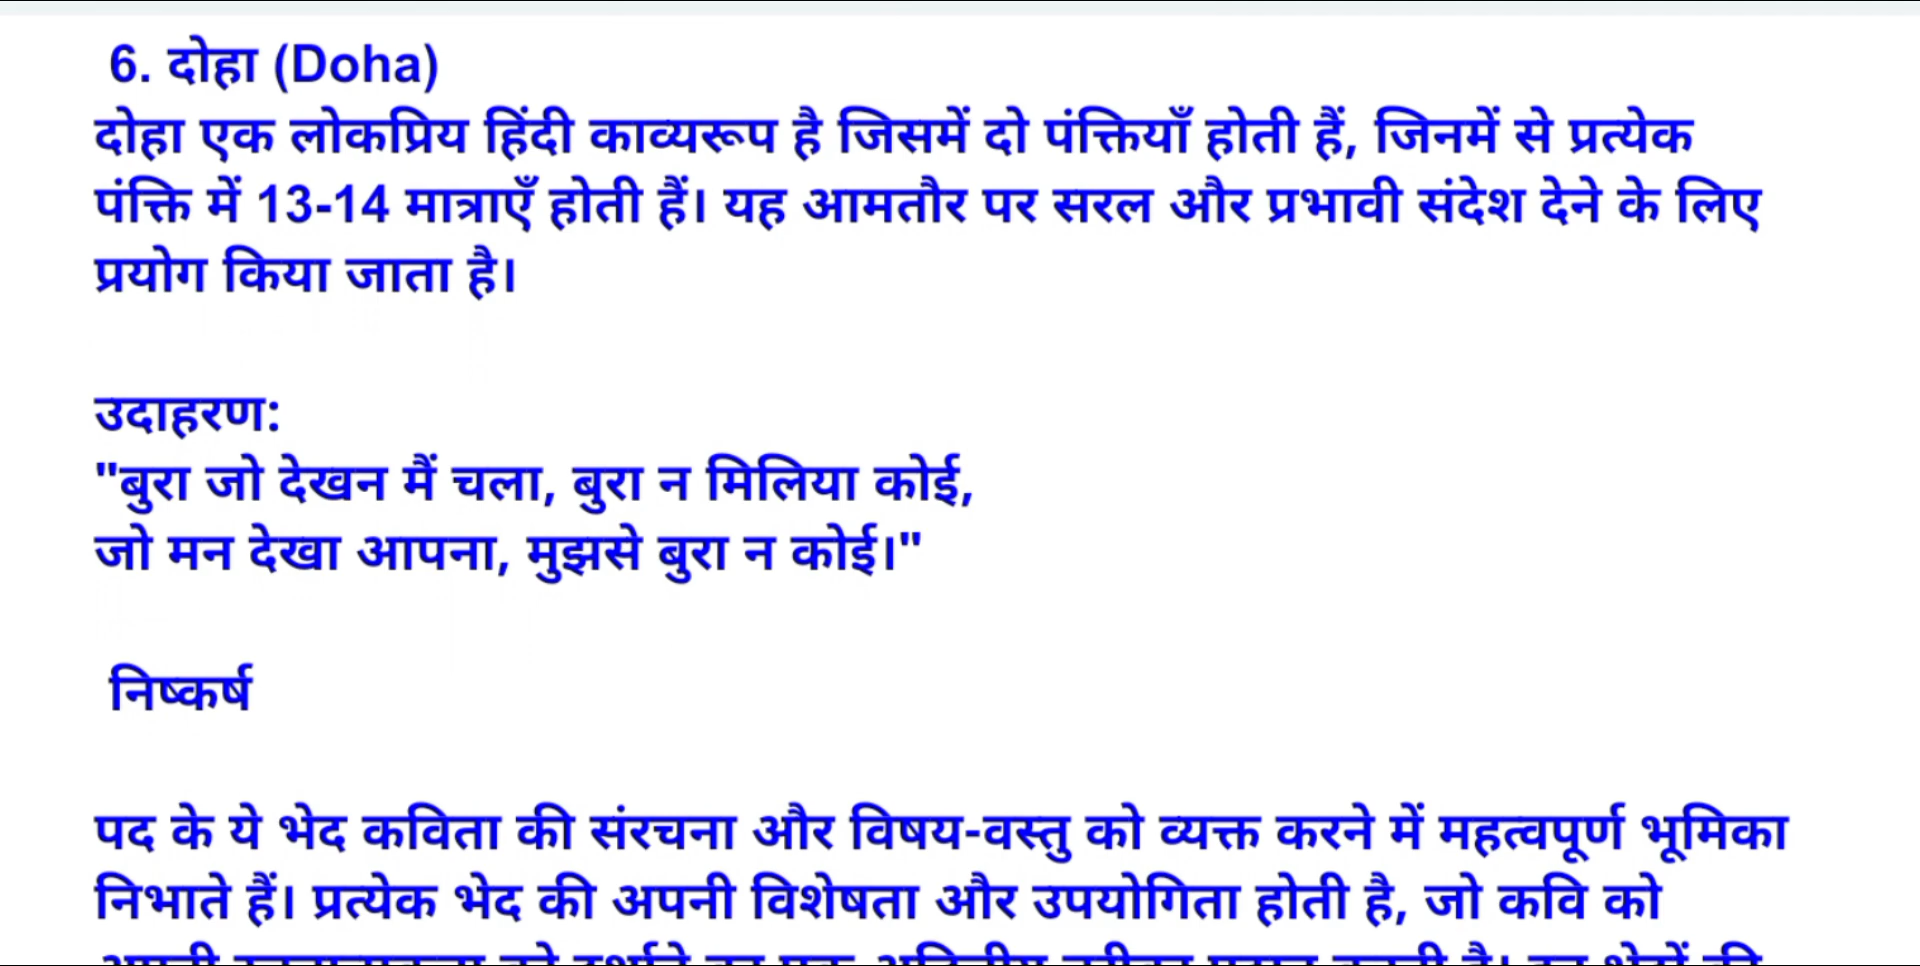 6. दोहा (Doha)
दोहा एक लोकप्रिय हिंदी काव्यरूप है जिसमें दो पंक्तियाँ होती हैं, जिनमें से प्रत्येक
पंक्ति में 13-14 मात्राएँ होती हैं। यह आमतौर पर सरल और प्रभावी संदेश देने के लिए
प्रयोग किया जाता है।
उदाहरण:
"बुरा जो देखन मैं चला, बुरा न मिलिया कोई,
जो मन देखा आपना, मुझसे बुरा न कोई।"
निष्कर्ष
पद के ये भेद कविता की संरचना और विषय-वस्तु को व्यक्त करने में महत्वपूर्ण भूमिका
निभाते हैं। प्रत्येक भेद की अपनी विशेषता और उपयोगिता होती है, जो कवि को